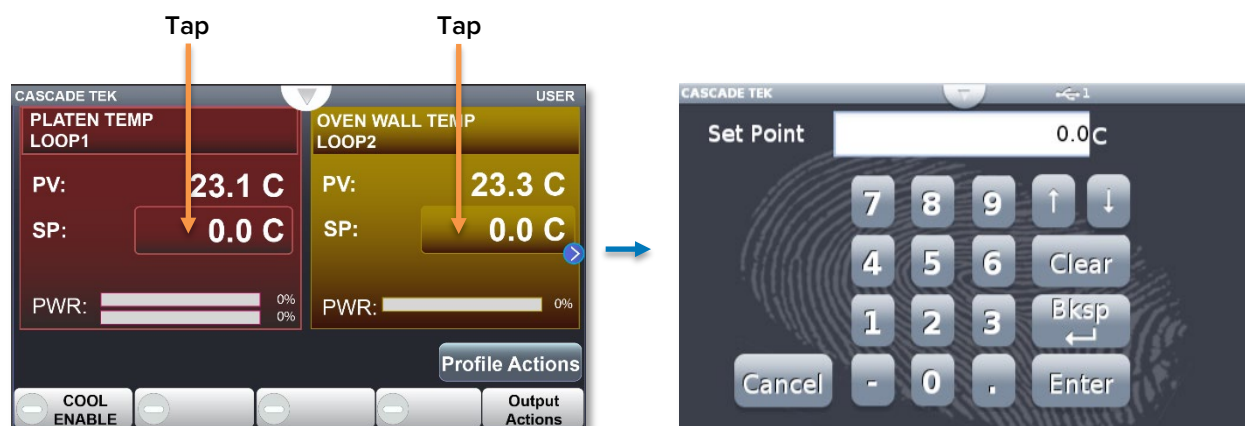 Tap
Tap
CASCADE TEK
USER
PLATEN TEMP
LOOP1
PV:
23.1 C
SP:
0.0 C
PWR:
0%
0%
OVEN WALL TEMP
LOOP2
PV:
23.3 C
SP:
0.0 C
PWR:
0%
Profile Actions
COOL
ENABLE
Output
Actions
CASCADE TEK
1
Set Point
0.0 C
7 8 9 ↑ ↓
4 5 6 Clear
1 2 3 Bksp
Cancel - 0 . Enter